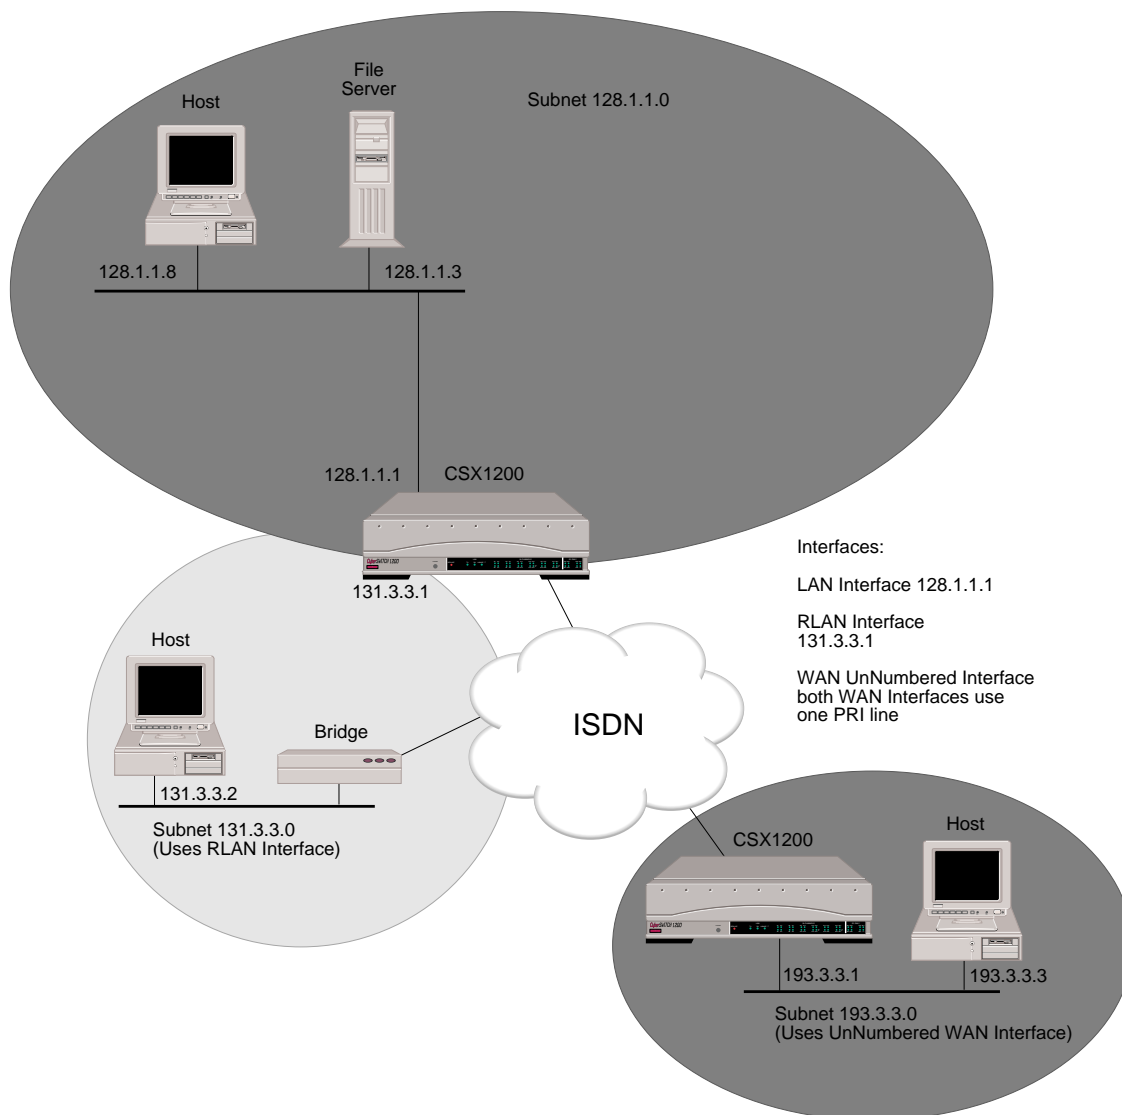 File
Server
Host
Subnet 128.1.1.0
128.1.1.8
128.1.1.3
128.1.1.1
CSX1200
131.3.3.1
Interfaces:
LAN Interface 128.1.1.1
RLAN Interface
131.3.3.1
WAN UnNumbered Interface
both WAN Interfaces use
one PRI line
Host
Bridge
ISDN
131.3.3.2
Subnet 131.3.3.0
(Uses RLAN Interface)
CSX1200
Host
193.3.3.1
193.3.3.3
Subnet 193.3.3.0
(Uses UnNumbered WAN Interface)